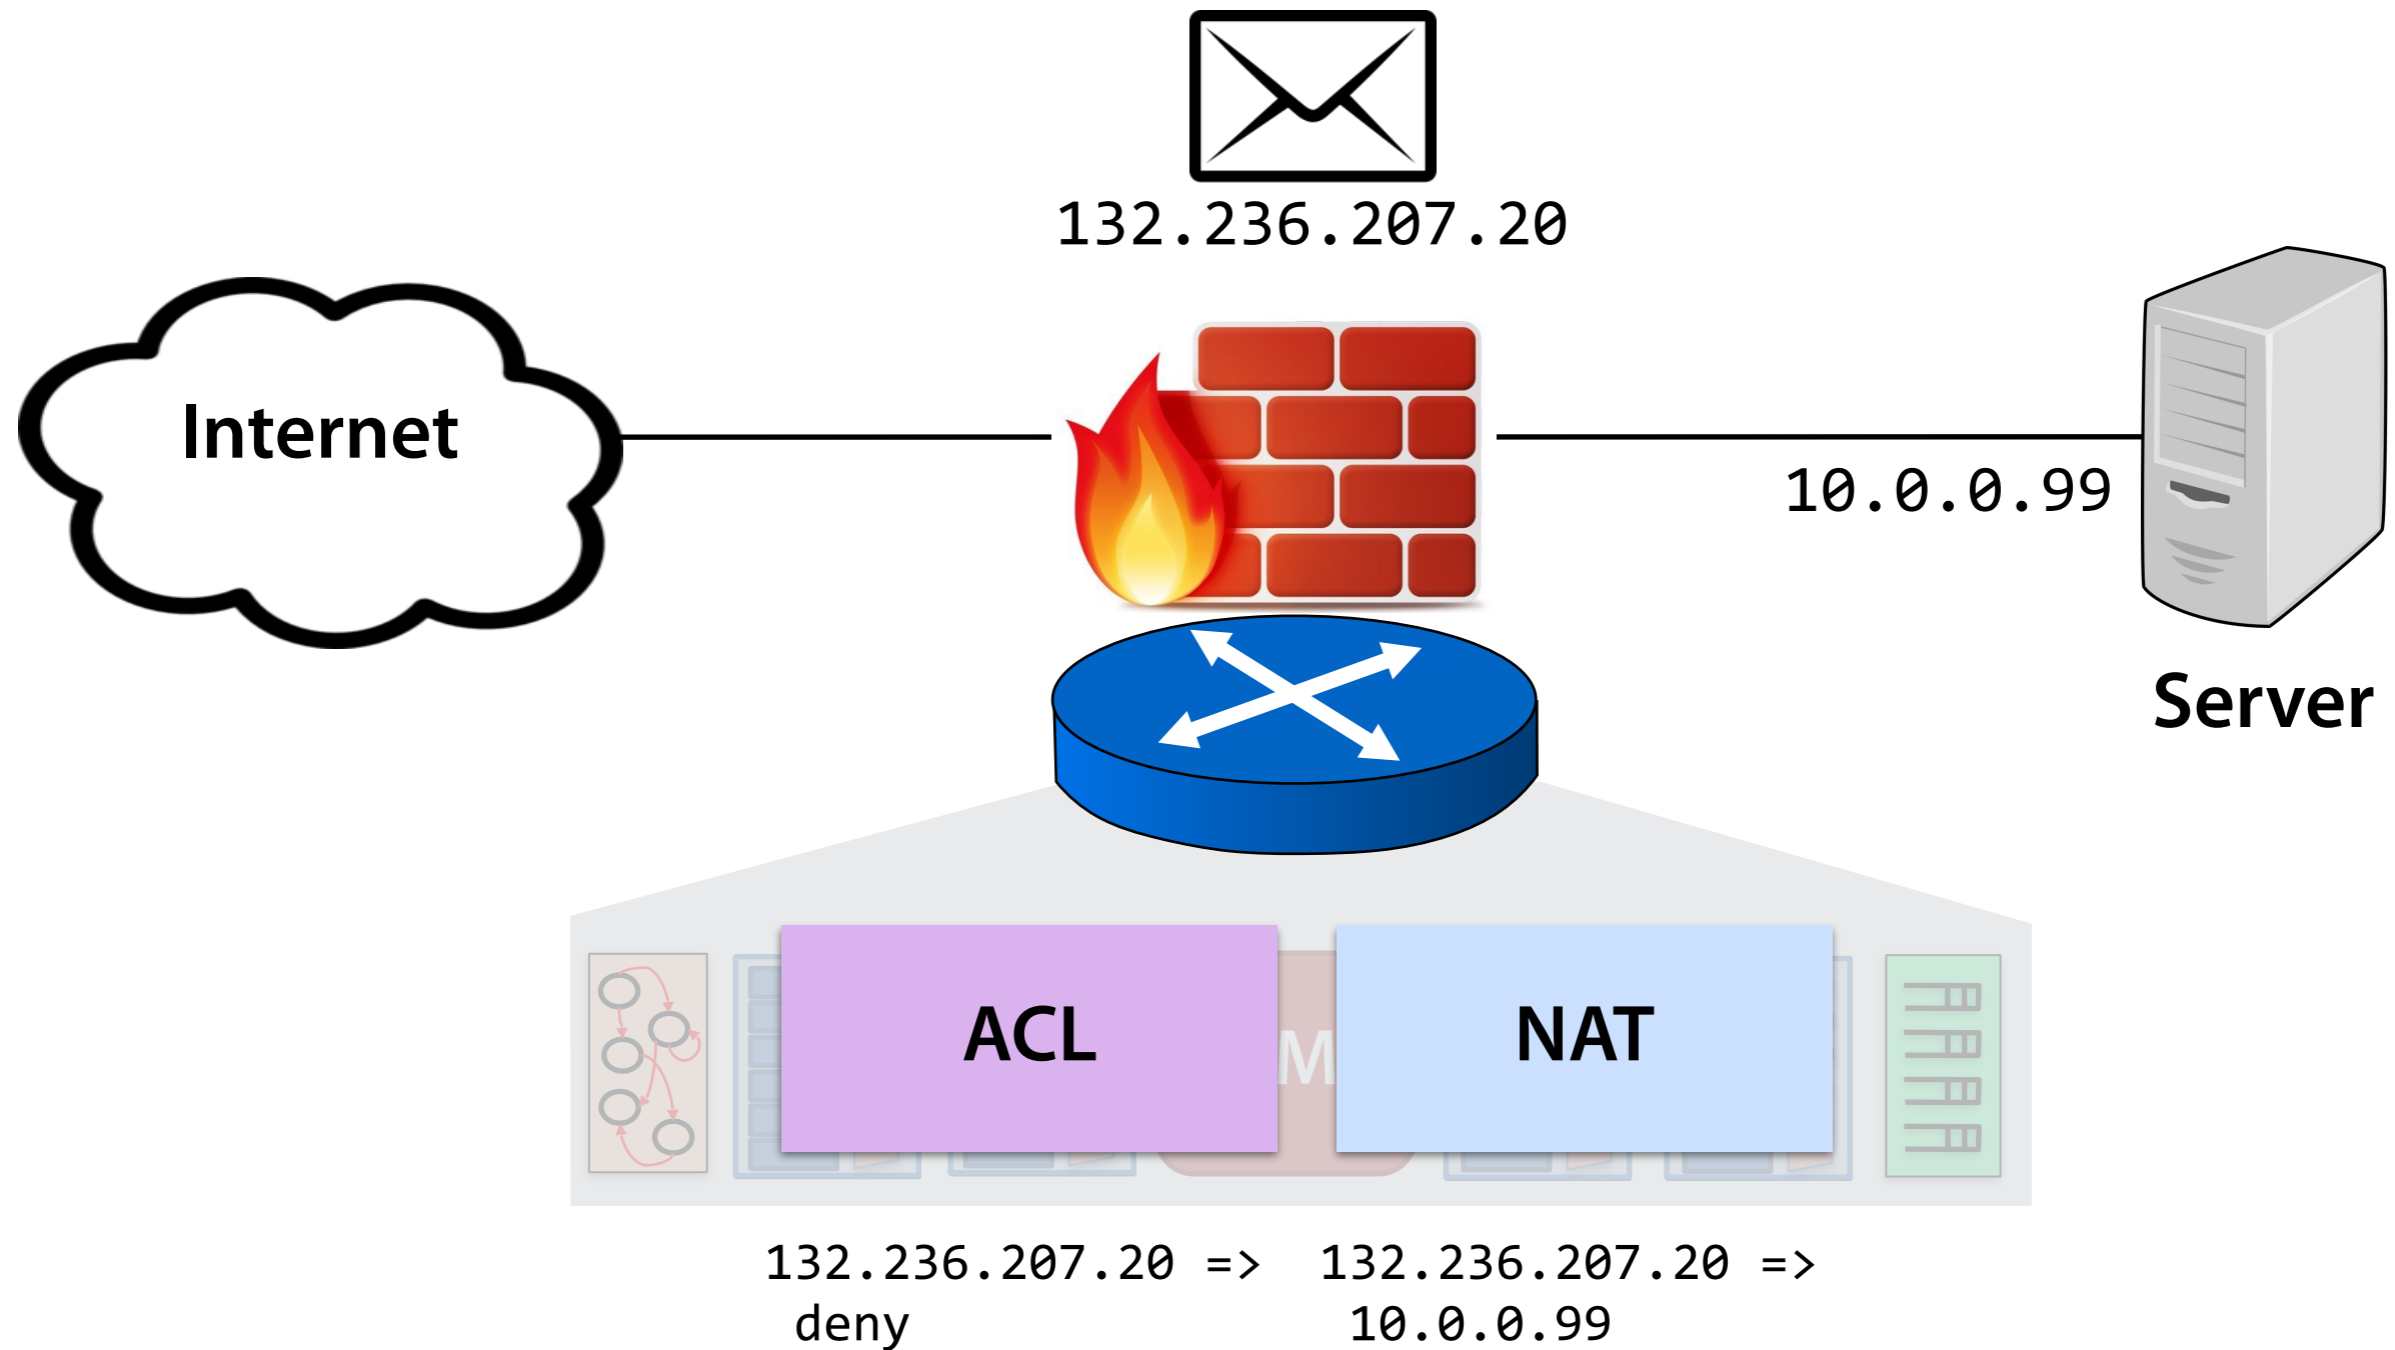 132.236.207.20
Internet
10.0.0.99
Server
ACL
M
NAT
132.236.207.20 =>
deny
132.236.207.20 =>
10.0.0.99